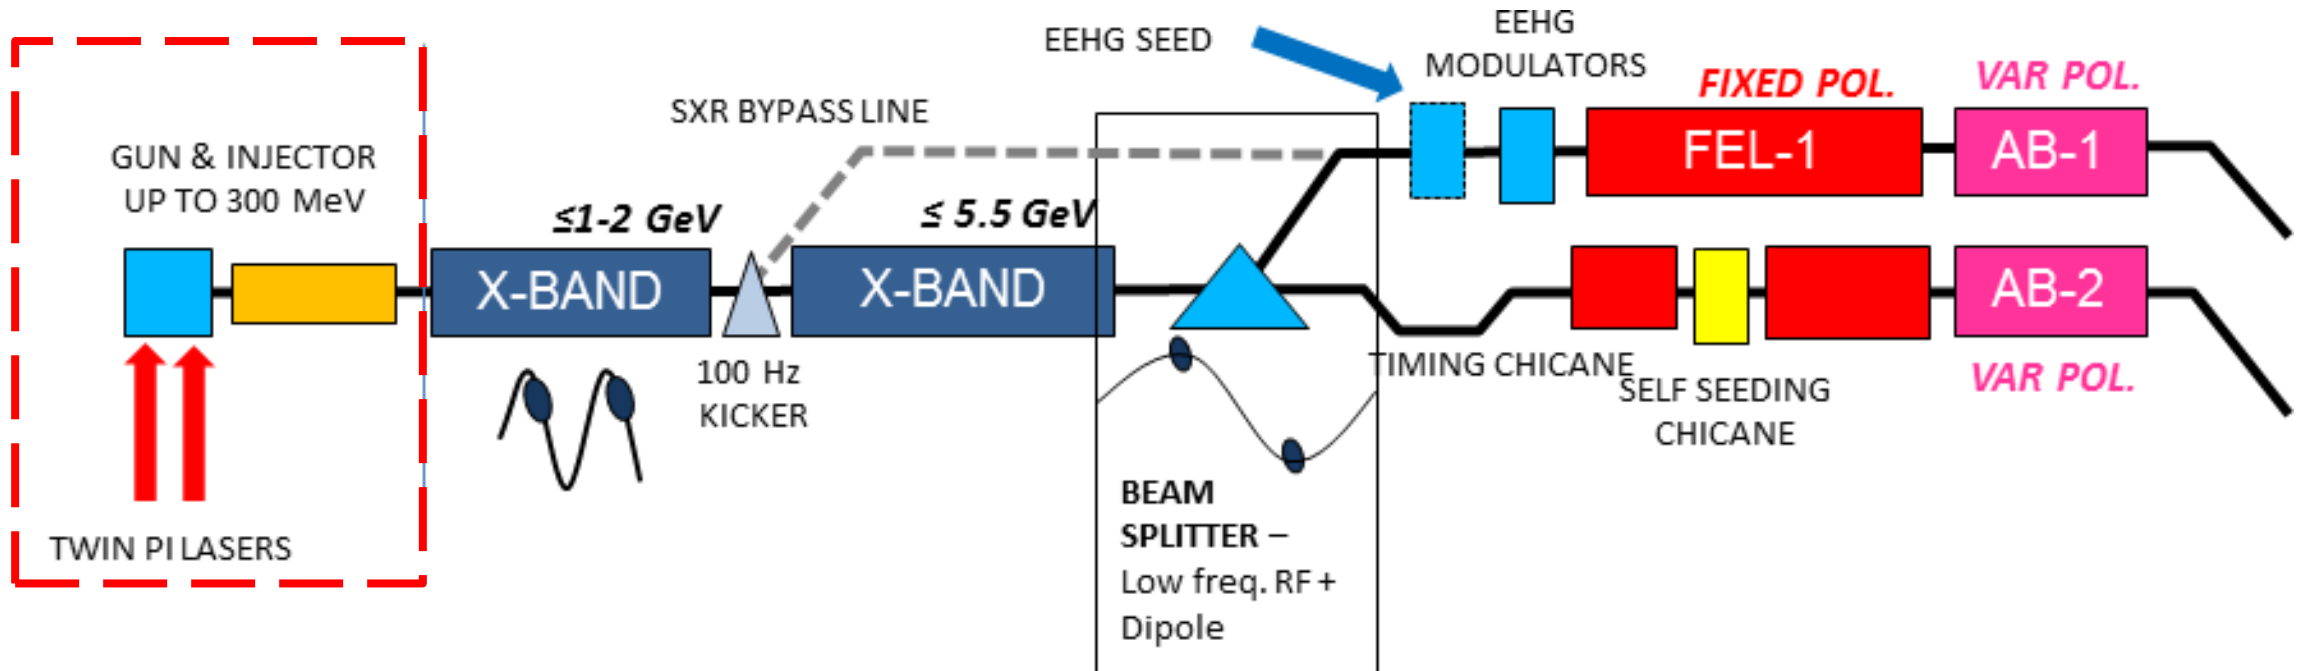 EEHG SEED
EEHG
MODULATORS
FIXED POL.
VAR POL.
SXR BYPASS LINE
GUN & INJECTOR
UP TO 300 MeV
FEL-1
AB-1
≤1-2 GeV
≤ 5.5 GeV
X-BAND
X-BAND
AB-2
100 Hz
KICKER
TIMING CHICANE
SELF SEEDING
CHICANE
VAR POL.
TWIN PI LASERS
BEAM
SPLITTER –
Low freq. RF +
Dipole